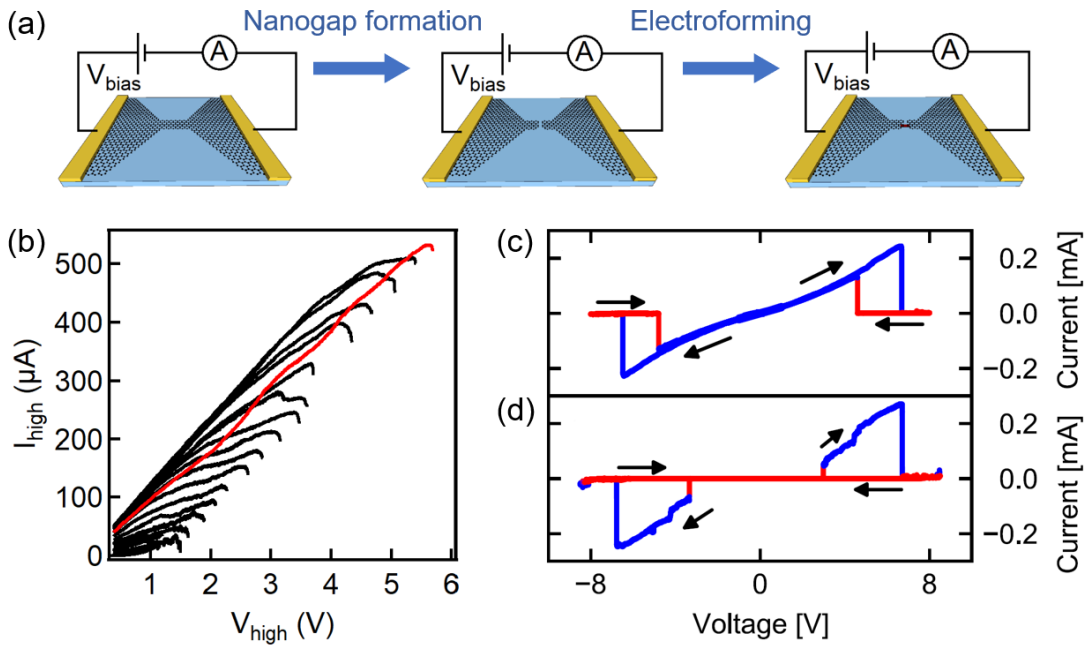 (a)
Nanogap formation
Electroforming
A
A
A
V_bias
V_bias
V_bias
(b)
I_high (μA)
500
400
300
200
100
0
1
2
3
4
5
6
V_high (V)
(c)
0.2
0.0
−0.2
Current [mA]
(d)
0.2
0.0
−0.2
Current [mA]
−8
0
8
Voltage [V]